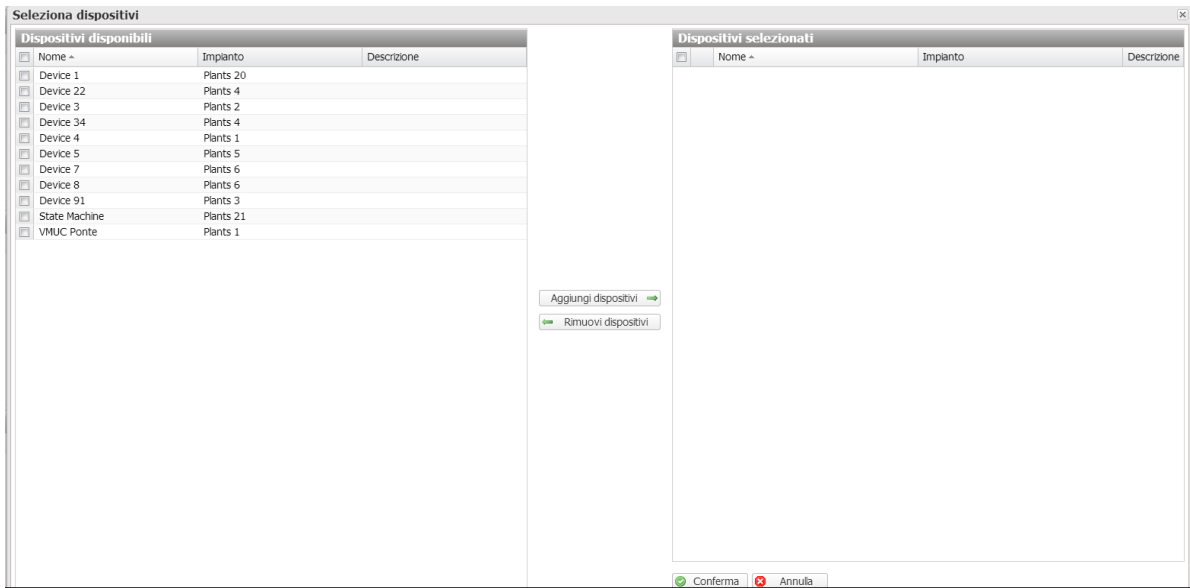 Seleziona dispositivi
Dispositivi disponibili
Nome Impianto Descrizione
Device 1 Plants 20
Device 22 Plants 4
Device 3 Plants 2
Device 34 Plants 4
Device 4 Plants 1
Device 5 Plants 5
Device 7 Plants 6
Device 8 Plants 6
Device 91 Plants 3
State Machine Plants 21
VMUC Ponte Plants 1
Aggiungi dispositivi
Rimuovi dispositivi
Dispositivi selezionati
Nome Impianto Descrizione
Conferma Annulla